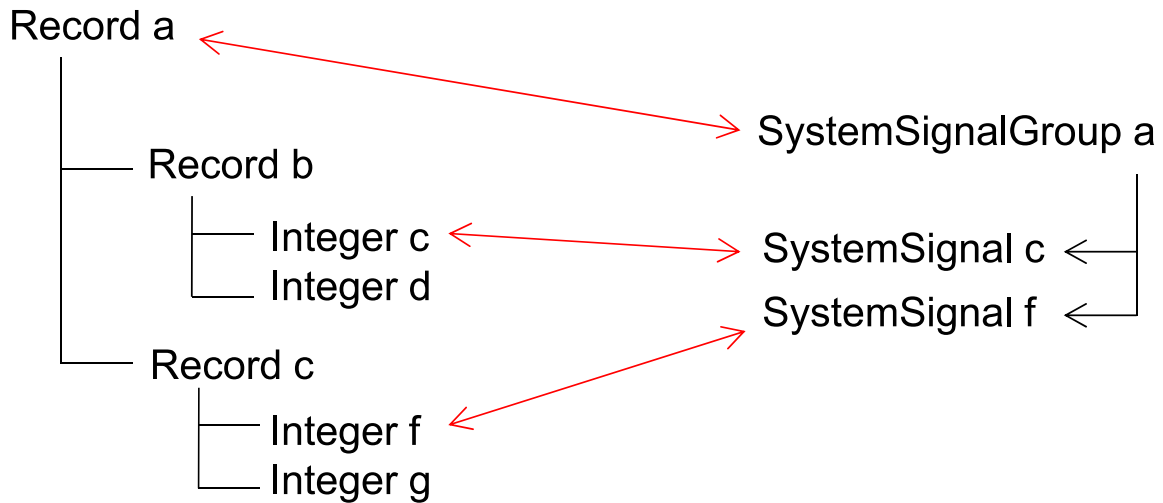 Record a
SystemSignalGroup a
Record b
Integer c
SystemSignal c
Integer d
SystemSignal f
Record c
Integer f
Integer g